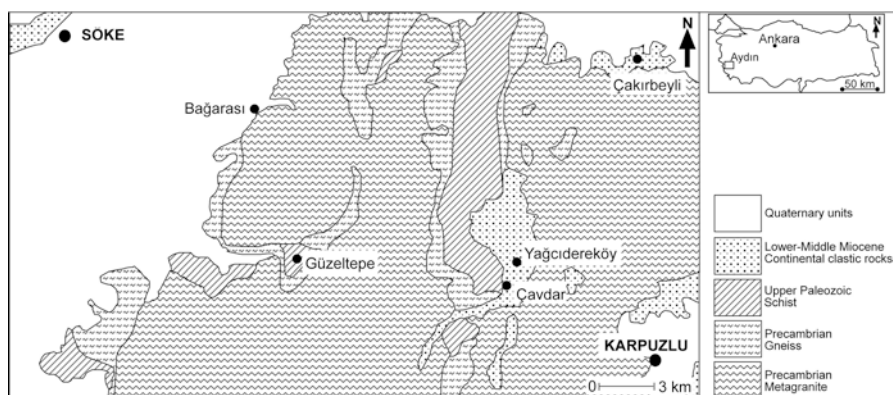 SÖKE
N
Çakırbeyli
Bağarası
Güzeltepe
Yağcıdereköy
Çavdar
KARPUZLU
0 3 km
N
Ankara
Aydın
50 km
Quaternary units
Lower-Middle Miocene
Continental clastic rocks
Upper Paleozoic
Schist
Precambrian
Gneiss
Precambrian
Metagranite